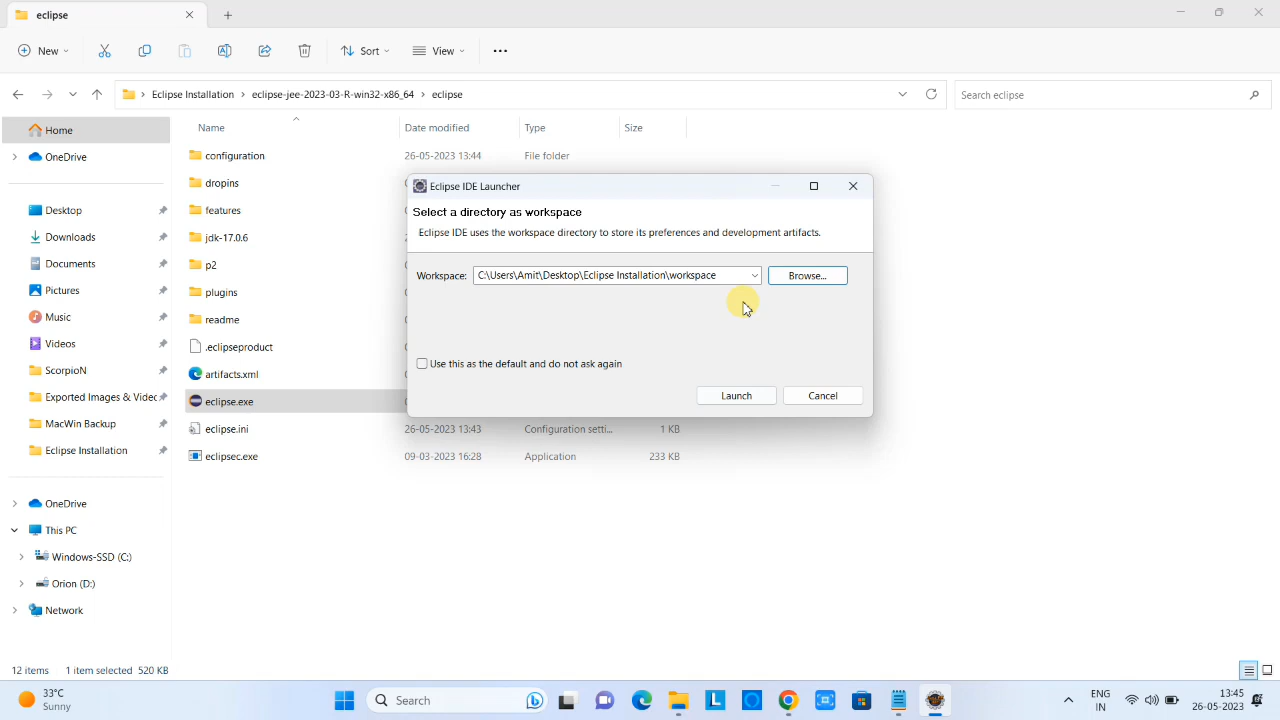 eclipse
New
Sort
View
Eclipse Installation > eclipse-jee-2023-03-R-win32-x86_64 > eclipse
Search eclipse
Name
Date modified
Type
Size
Home
OneDrive
Desktop
Downloads
Documents
Pictures
Music
Videos
ScorpioN
Exported Images & Videc
MacWin Backup
Eclipse Installation
OneDrive
This PC
Windows-SSD (C:)
Orion (D:)
Network
configuration 26-05-2023 13:44 File folder
dropins
features
jdk-17.0.6
p2
plugins
readme
.eclipseproduct
artifacts.xml
eclipse.exe
eclipse.ini 26-05-2023 13:43 Configuration setti... 1 KB
eclipsec.exe 09-03-2023 16:28 Application 233 KB
Eclipse IDE Launcher
Select a directory as workspace
Eclipse IDE uses the workspace directory to store its preferences and development artifacts.
Workspace: C:\Users\Amit\Desktop\Eclipse Installation\workspace Browse...
Use this as the default and do not ask again
Launch Cancel
12 items 1 item selected 520 KB
33°C
Sunny
Search
ENG
IN
13:45
26-05-2023